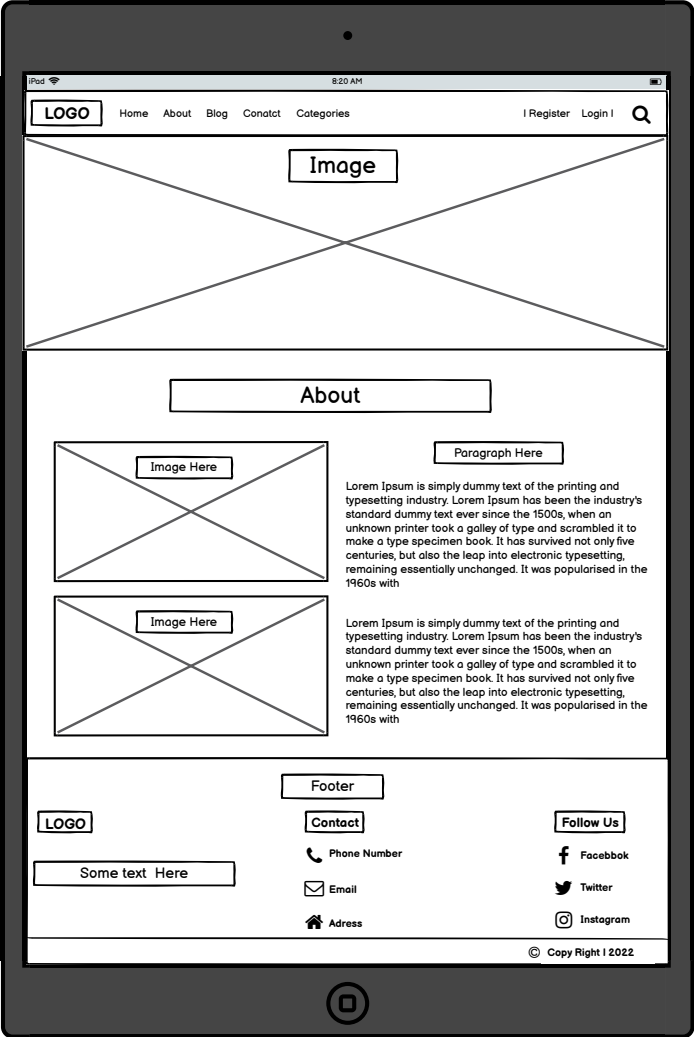 iPad 8:20 AM
LOGO Home About Blog Conatct Categories | Register Login |
Image
About
Image Here
Paragraph Here
Lorem Ipsum is simply dummy text of the printing and
typesetting industry. Lorem Ipsum has been the industry's
standard dummy text ever since the 1500s, when an
unknown printer took a galley of type and scrambled it to
make a type specimen book. It has survived not only five
centuries, but also the leap into electronic typesetting,
remaining essentially unchanged. It was popularised in the
1960s with
Image Here
Lorem Ipsum is simply dummy text of the printing and
typesetting industry. Lorem Ipsum has been the industry's
standard dummy text ever since the 1500s, when an
unknown printer took a galley of type and scrambled it to
make a type specimen book. It has survived not only five
centuries, but also the leap into electronic typesetting,
remaining essentially unchanged. It was popularised in the
1960s with
Footer
LOGO
Some text Here
Contact
Phone Number
Email
Adress
Follow Us
Facebbok
Twitter
Instagram
© Copy Right | 2022